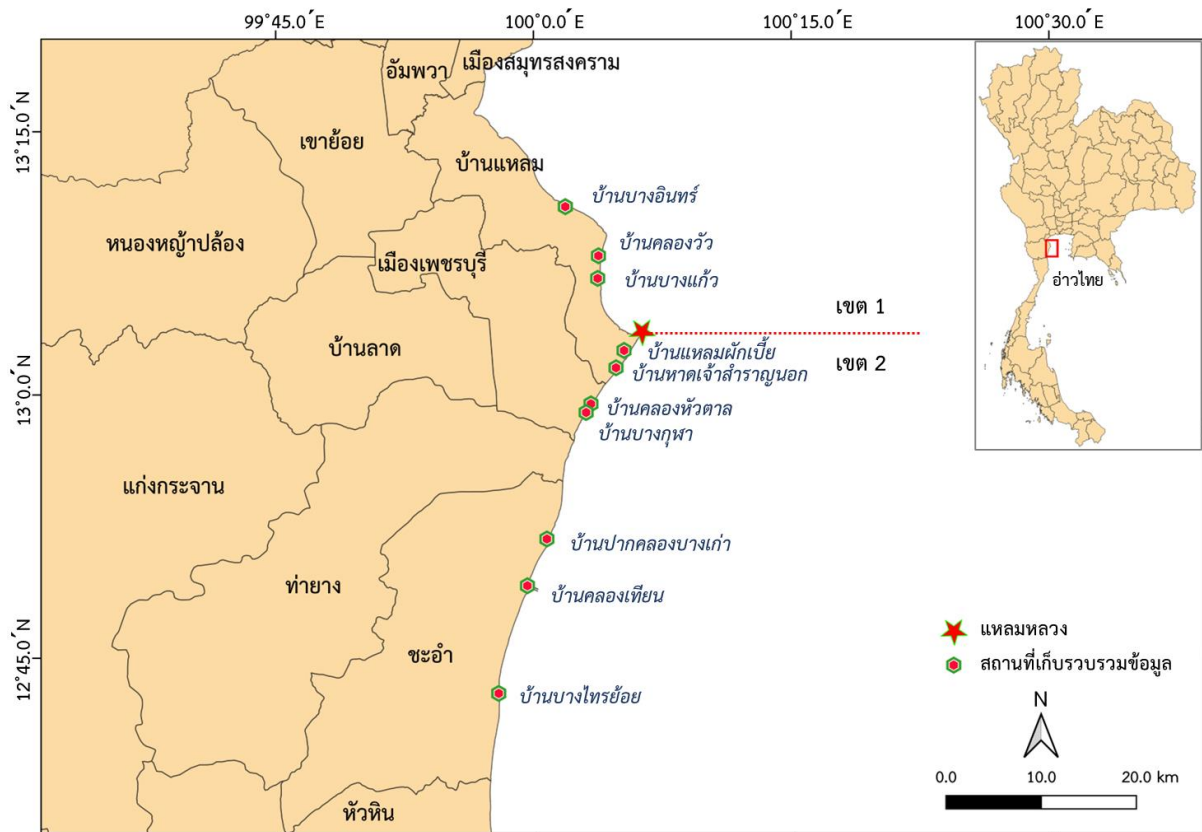 99°45.0´E
100°0.0´E
100°15.0´E
100°30.0´E
13°15.0´N
13°0.0´N
12°45.0´N
อัมพวา
เมืองสมุทรสงคราม
เขาย้อย
บ้านแหลม
บ้านบางอินทร์
หนองหญ้าปล้อง
บ้านคลองวัว
เมืองเพชรบุรี
บ้านบางแก้ว
อ่าวไทย
เขต 1
บ้านลาด
บ้านแหลมผักเบี้ย
เขต 2
บ้านหาดเจ้าสำราญนอก
บ้านคลองหัวตาล
บ้านบางกุฬา
แก่งกระจาน
บ้านปากคลองบางเก่า
ท่ายาง
บ้านคลองเทียน
ชะอำ
บ้านบางไทรย้อย
หัวหิน
แหลมหลวง
สถานที่เก็บรวบรวมข้อมูล
N
0.0 10.0 20.0 km